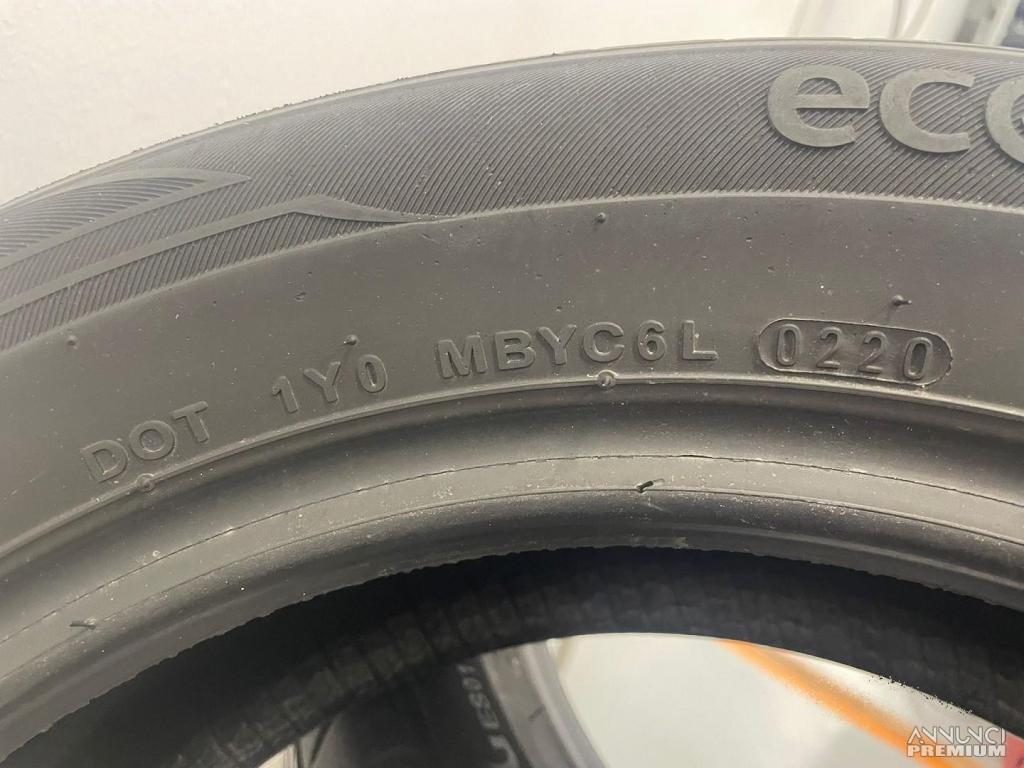 eco
DOT 1Y0 MBYC6L 0220
ANNUNCI
PREMIUM